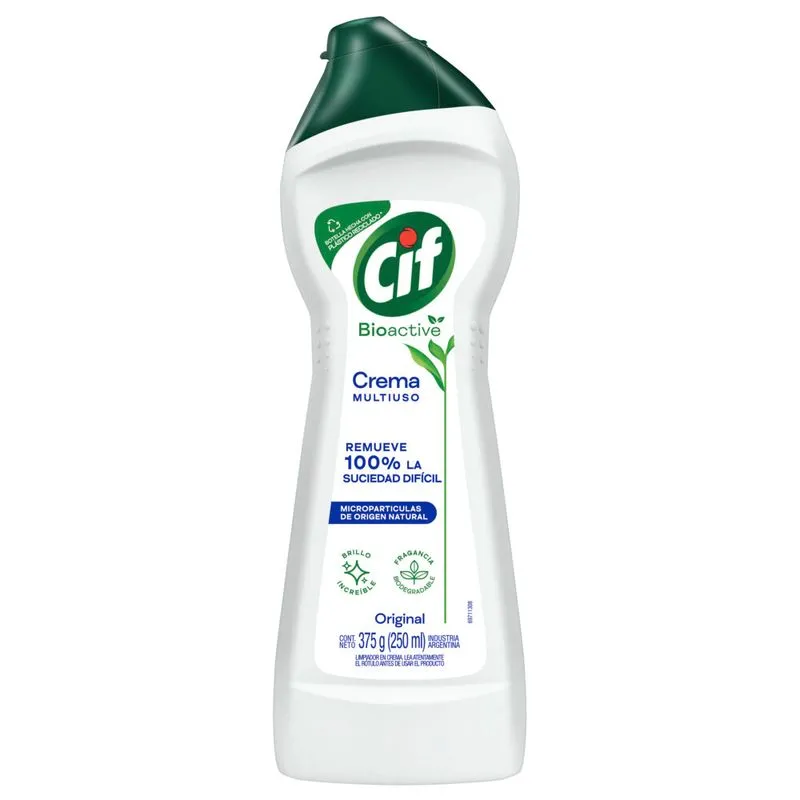 BOTELLA HECHA CON
PLÁSTICO RECICLADO*
Cif
Bioactive
Crema
MULTIUSO
REMUEVE
100% LA
SUCIEDAD DIFÍCIL
MICROPARTICULAS
DE ORIGEN NATURAL
BRILLO
INCREÍBLE
FRAGANCIA
BIODEGRADABLE
Original
CONT. NETO 375 g (250 ml) INDUSTRIA ARGENTINA
LIMPIADOR EN CREMA. LEA ATENTAMENTE
EL RÓTULO ANTES DE USAR EL PRODUCTO
69711308